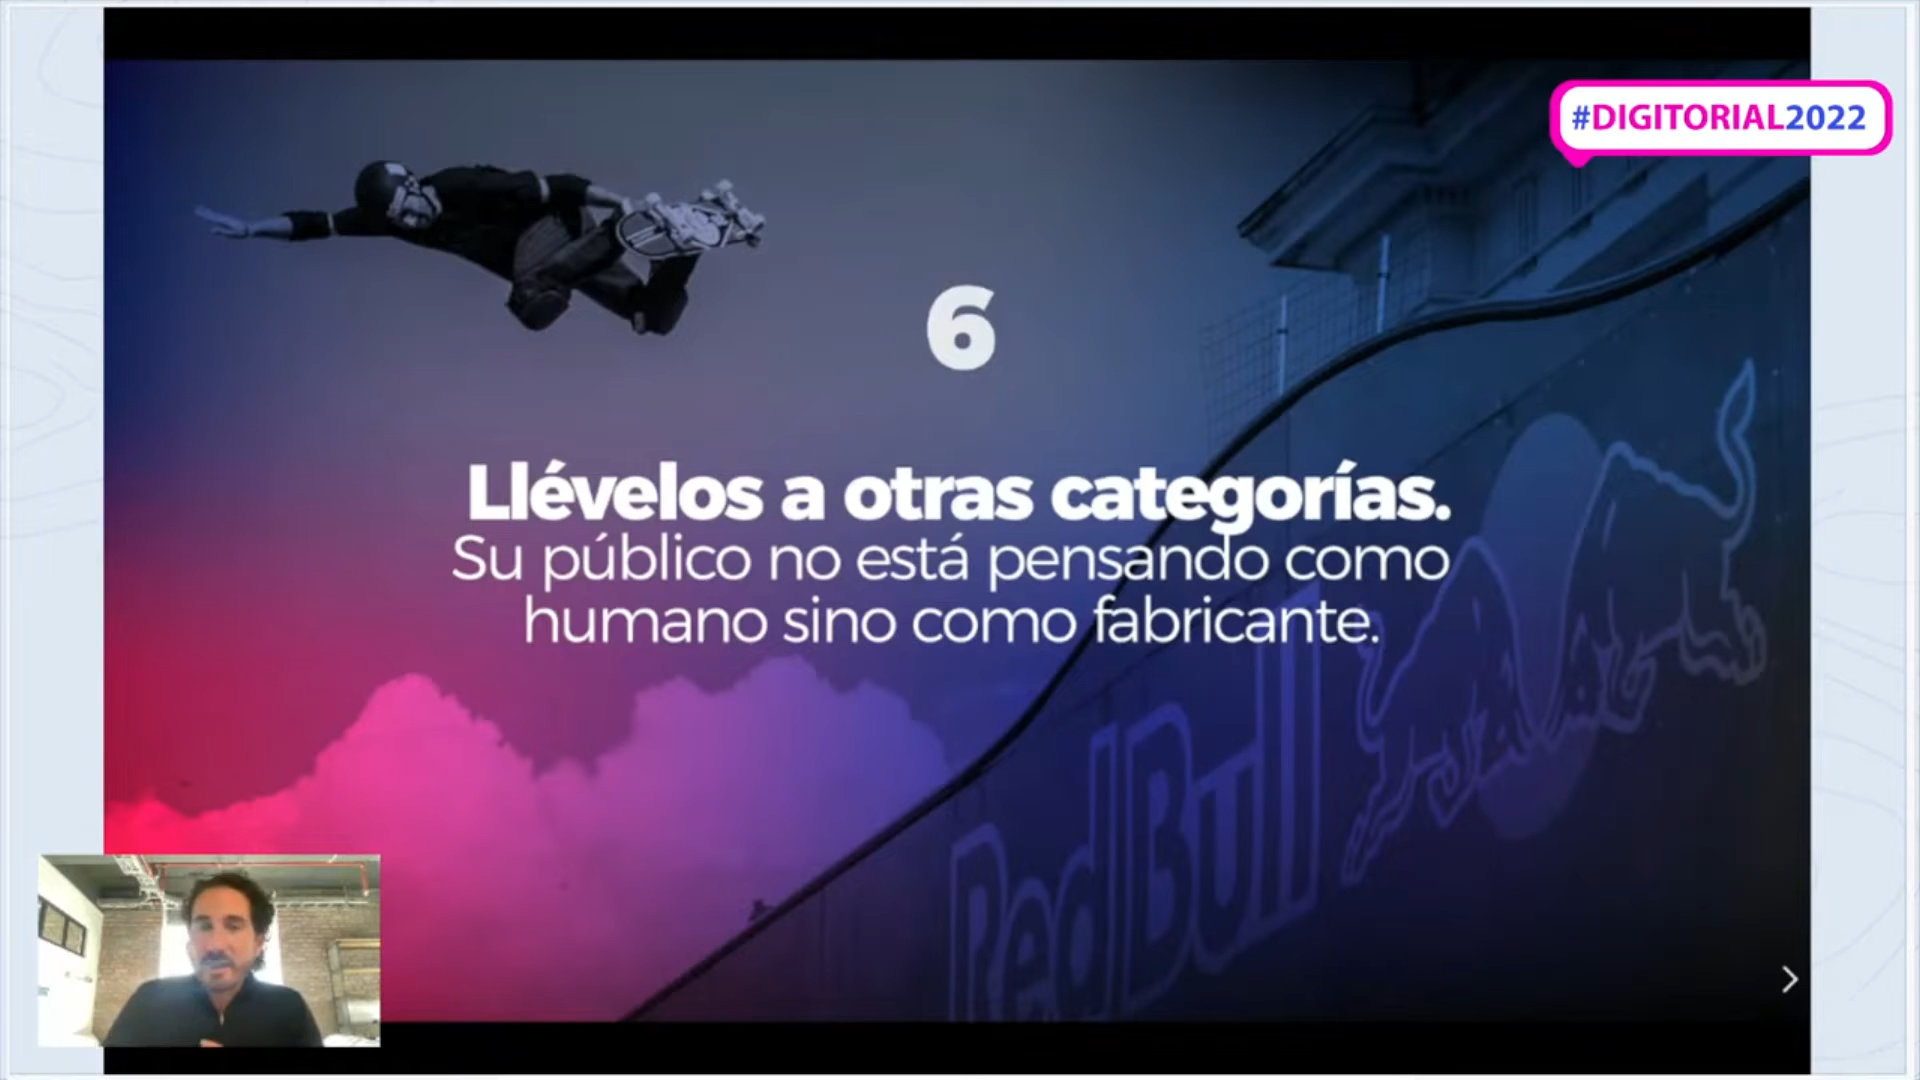 #DIGITORIAL2022
6
Llévelos a otras categorías.
Su público no está pensando como
humano sino como fabricante.
Red Bull